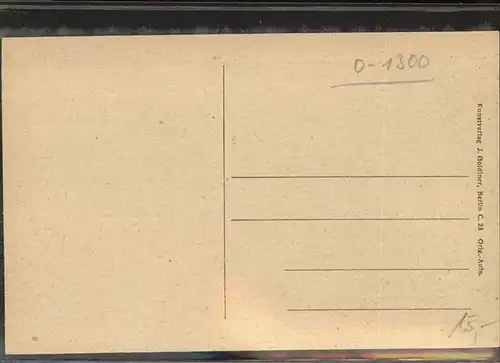 D-1300
Kunstverlag J. Goldiner, Berlin C. 25 Orig.-Aufn.
15,-